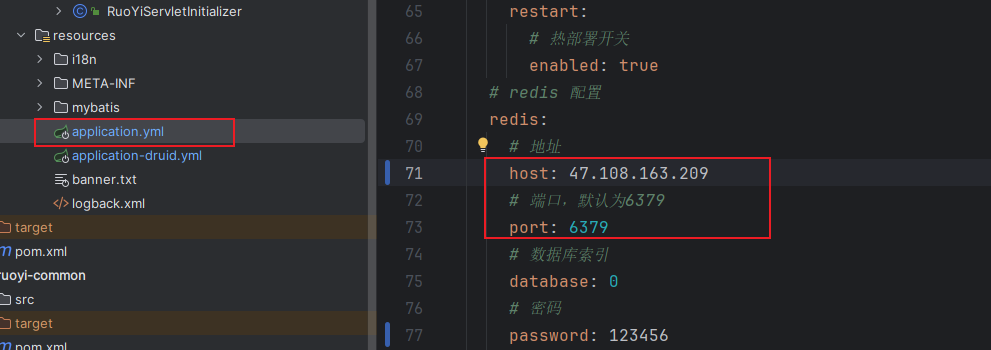 RuoYiServletInitializer
resources
i18n
META-INF
mybatis
application.yml
application-druid.yml
banner.txt
logback.xml
target
pom.xml
ruoyi-common
src
target
pom.xml
65 restart:
66 # 热部署开关
67 enabled: true
68 # redis 配置
69 redis:
70 # 地址
71 host: 47.108.163.209
72 # 端口，默认为6379
73 port: 6379
74 # 数据库索引
75 database: 0
76 # 密码
77 password: 123456